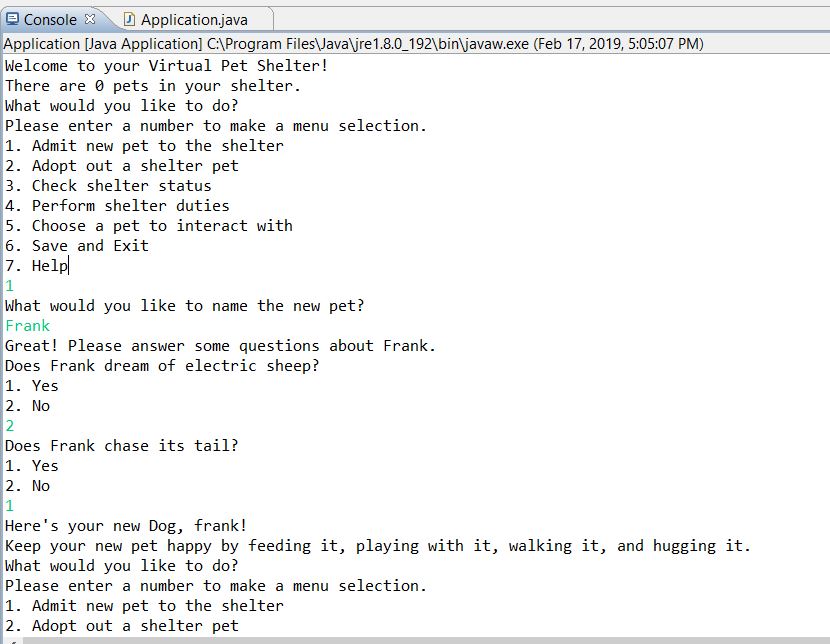 Console Application.java
Application [Java Application] C:\Program Files\Java\jre1.8.0_192\bin\javaw.exe (Feb 17, 2019, 5:05:07 PM)
Welcome to your Virtual Pet Shelter!
There are 0 pets in your shelter.
What would you like to do?
Please enter a number to make a menu selection.
1. Admit new pet to the shelter
2. Adopt out a shelter pet
3. Check shelter status
4. Perform shelter duties
5. Choose a pet to interact with
6. Save and Exit
7. Help
1
What would you like to name the new pet?
Frank
Great! Please answer some questions about Frank.
Does Frank dream of electric sheep?
1. Yes
2. No
2
Does Frank chase its tail?
1. Yes
2. No
1
Here's your new Dog, frank!
Keep your new pet happy by feeding it, playing with it, walking it, and hugging it.
What would you like to do?
Please enter a number to make a menu selection.
1. Admit new pet to the shelter
2. Adopt out a shelter pet